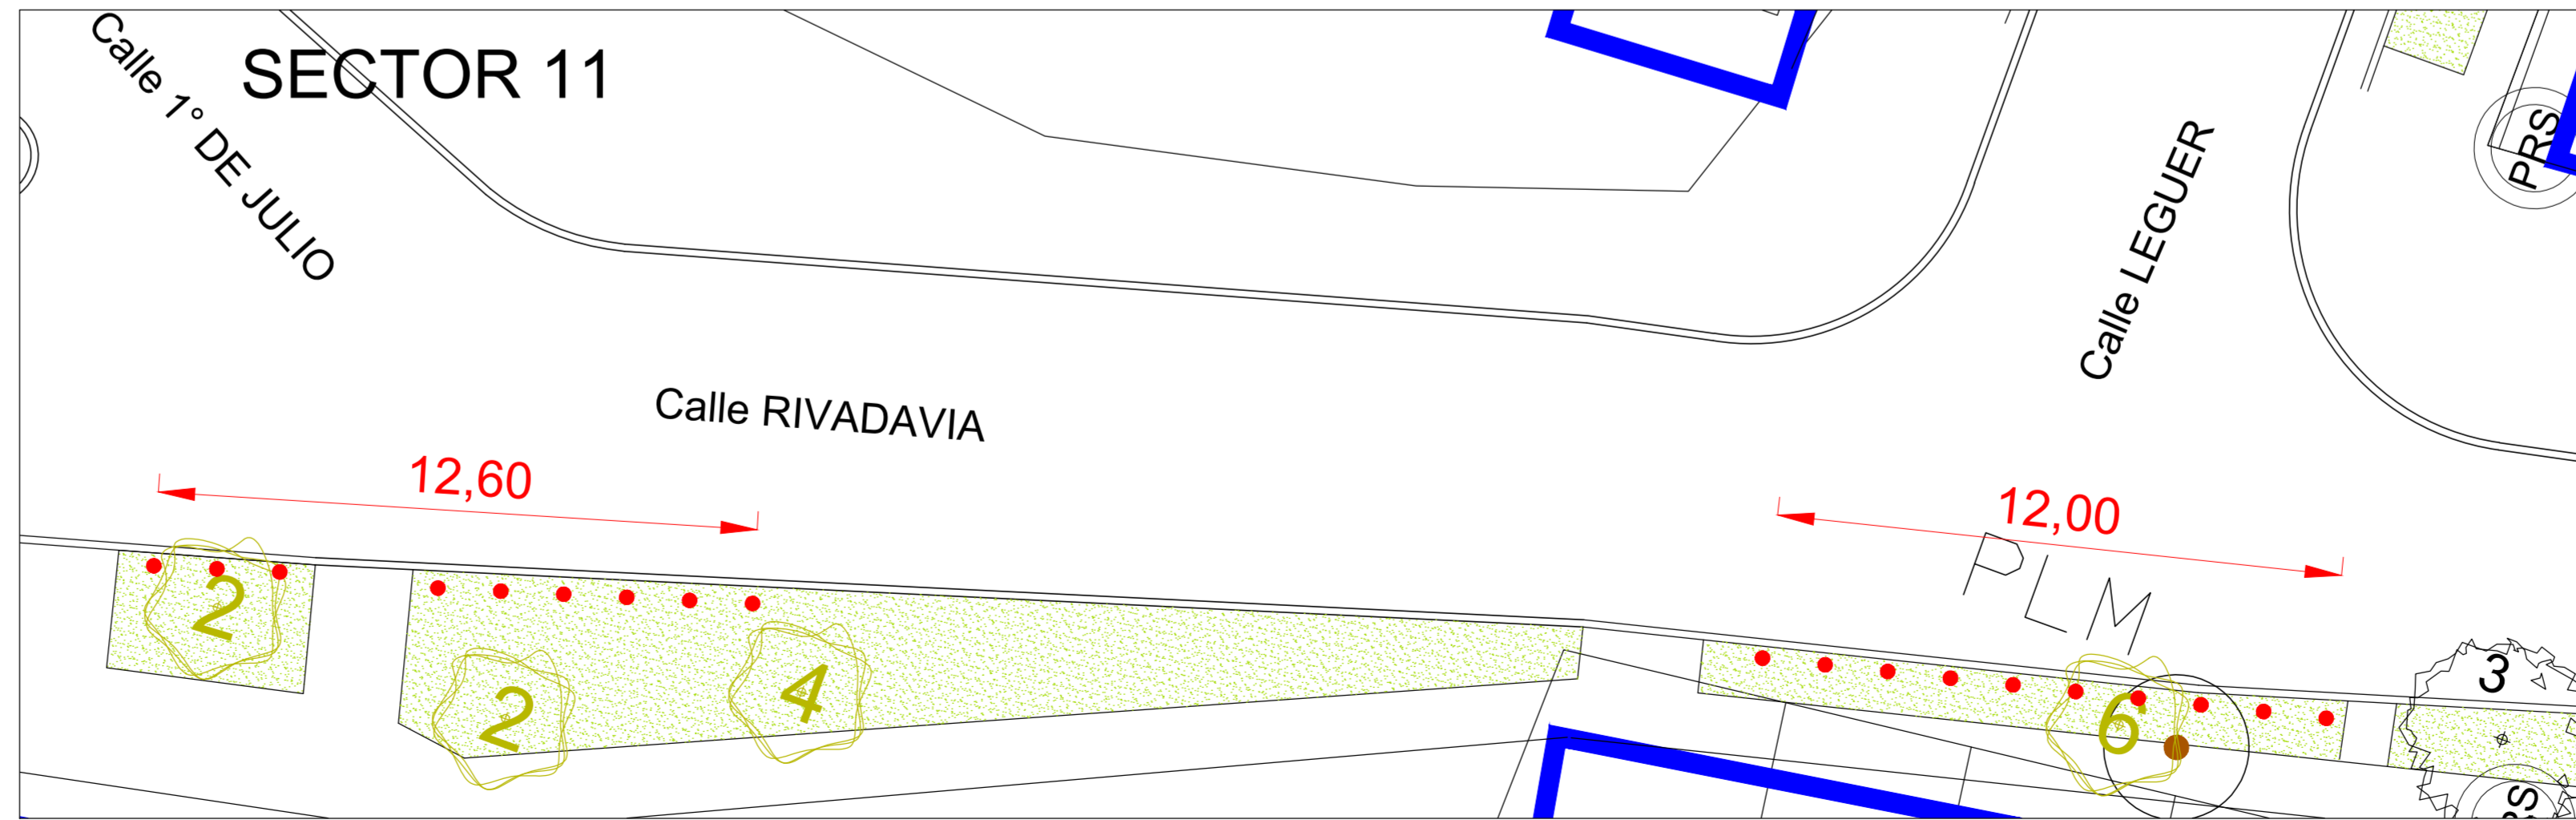 Calle 1° DE JULIO
SECTOR 11
Calle LEGUER
PRS
Calle RIVADAVIA
12,60
12,00
PLM
2
2
4
6
3